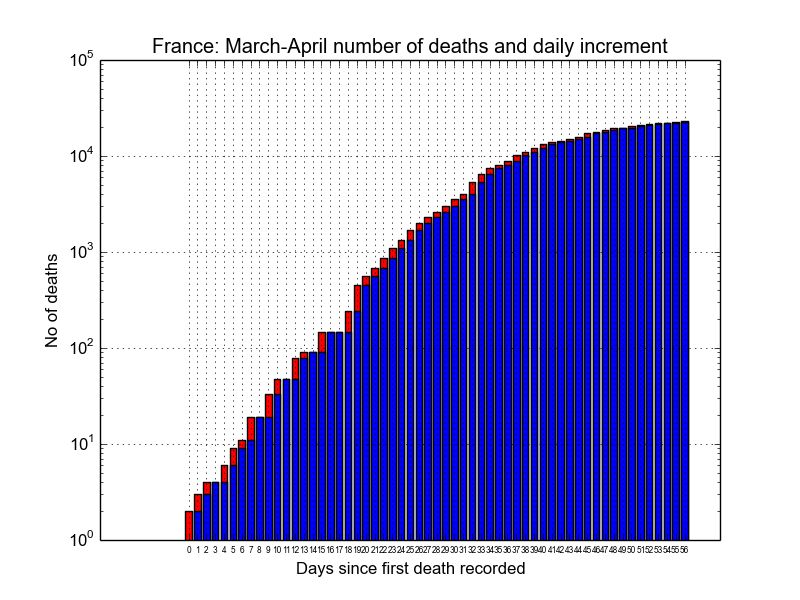 France: March-April number of deaths and daily increment
10^5
10^4
10^3
10^2
10^1
10^0
No of deaths
0 1 2 3 4 5 6 7 8 9 10 11 12 13 14 15 16 17 18 19 20 21 22 23 24 25 26 27 28 29 30 31 32 33 34 35 36 37 38 39 40 41 42 43 44 45 46 47 48 49 50 51 52 53 54 55 56
Days since first death recorded